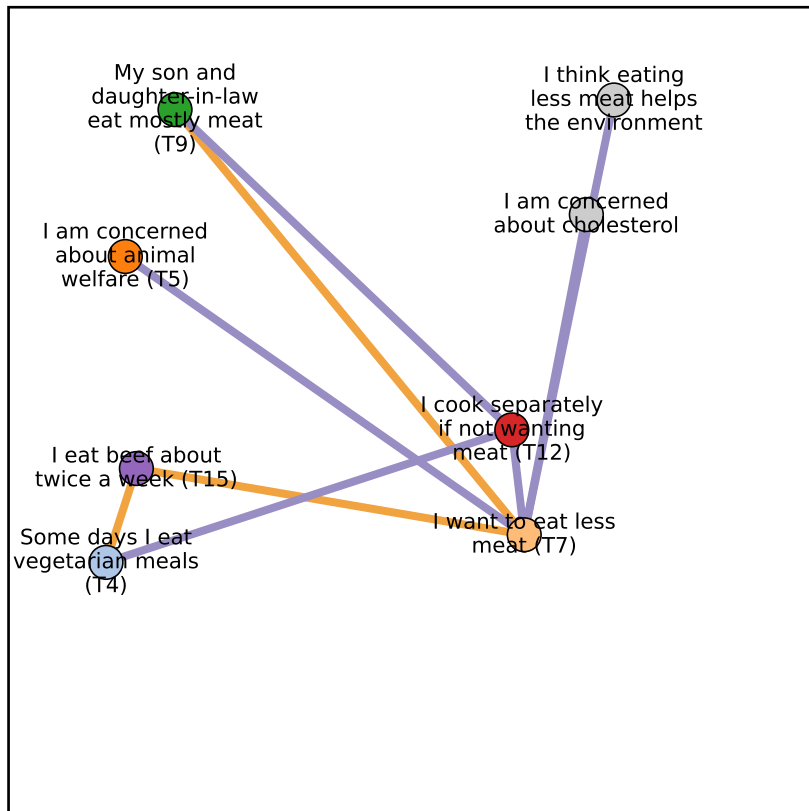 My son and
daughter-in-law
eat mostly meat
(T9)
I think eating
less meat helps
the environment
I am concerned
about cholesterol
I am concerned
about animal
welfare (T5)
I cook separately
if not wanting
meat (T12)
I eat beef about
twice a week (T15)
I want to eat less
meat (T7)
Some days I eat
vegetarian meals
(T4)